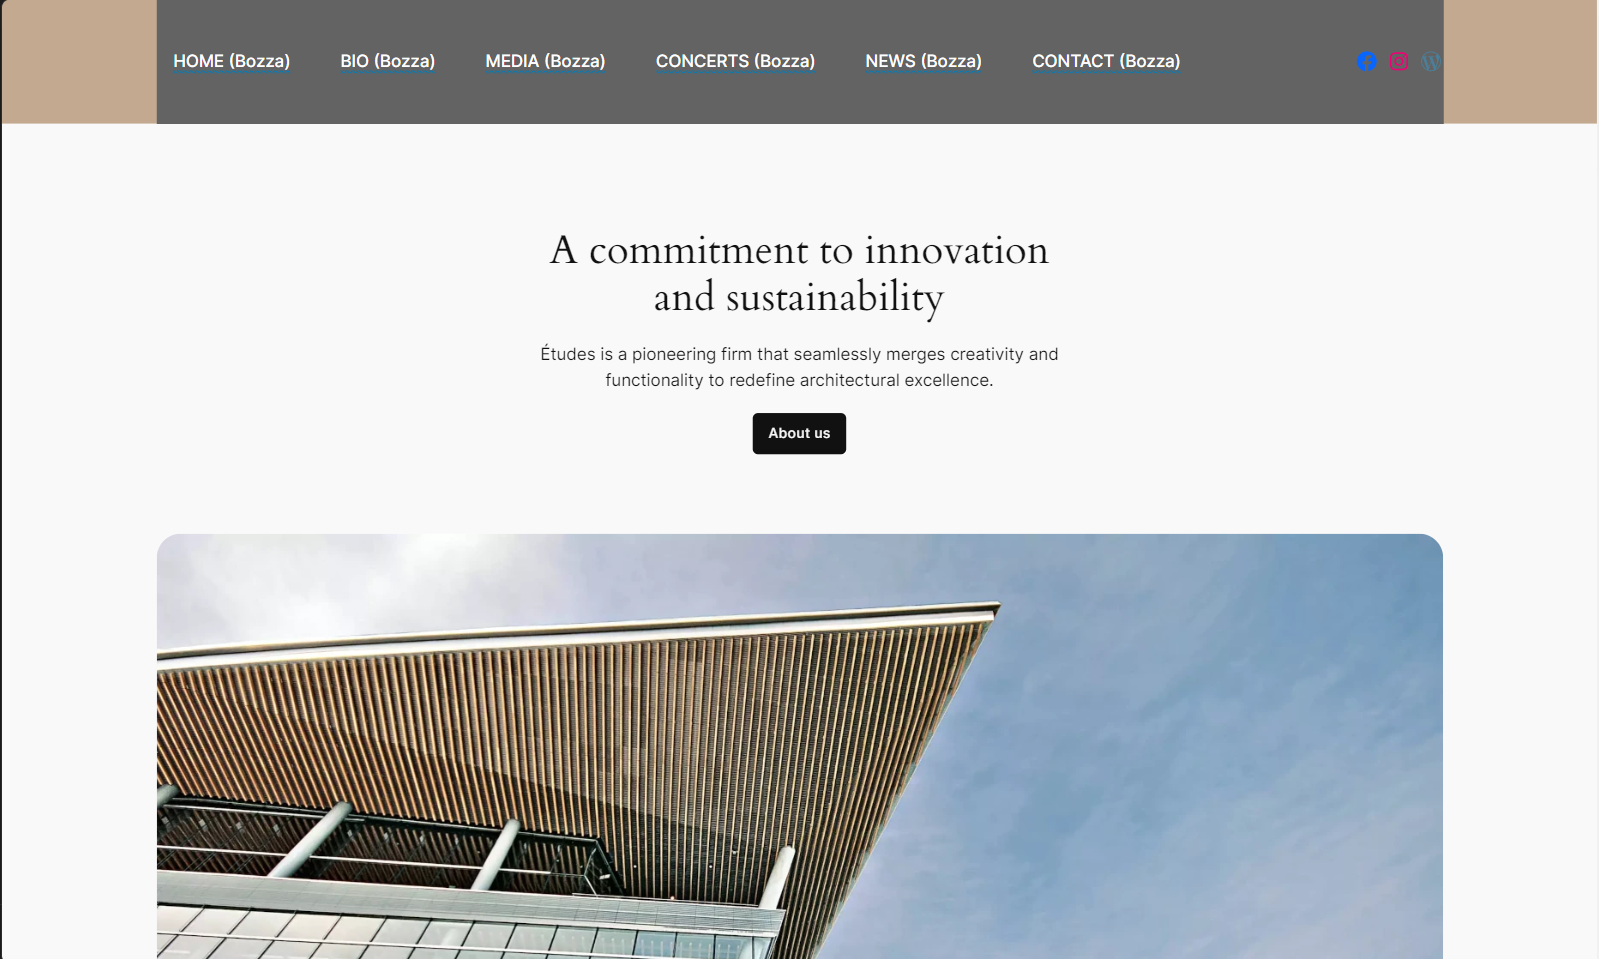 HOME (Bozza) BIO (Bozza) MEDIA (Bozza) CONCERTS (Bozza) NEWS (Bozza) CONTACT (Bozza)
A commitment to innovation
and sustainability
Études is a pioneering firm that seamlessly merges creativity and
functionality to redefine architectural excellence.
About us